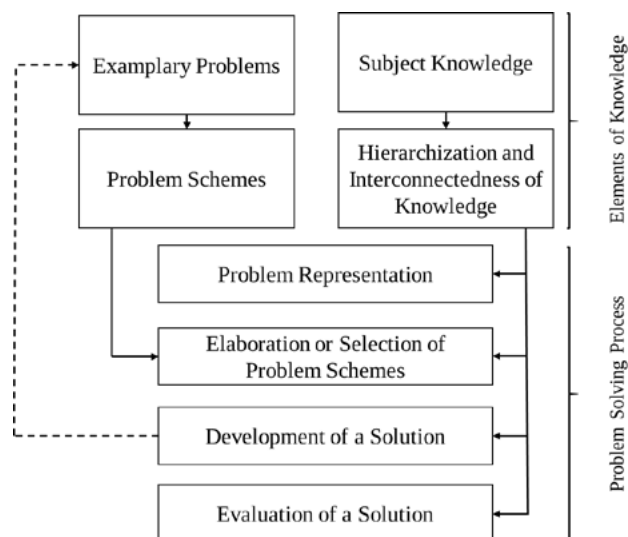 Examplary Problems
Subject Knowledge
Problem Schemes
Hierarchization and
Interconnectedness of
Knowledge
Elements of Knowledge
Problem Representation
Elaboration or Selection of
Problem Schemes
Development of a Solution
Evaluation of a Solution
Problem Solving Process